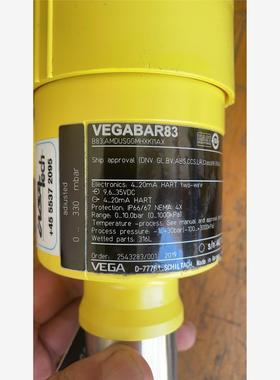 VEGABAR83
B83.AMDUSGGMHXKIMAX
Ship approval (DNV, GL,BV,ABS,CCS,LR,
Electronics: 4...20mA HART two-wire
9,6...35VDC
4...20mA HART
Protection: IP66/67 NEMA: 4X
Range: 0...10.0bar (0...1000kPa)
Temperature - process: See manual and
Process pressure:
Wetted parts: 316L
Order: 2543283/001 2019
VEGA D-77761 SCHILTACH
adjusted
0 ... 330 mbar
+45 5537 2095